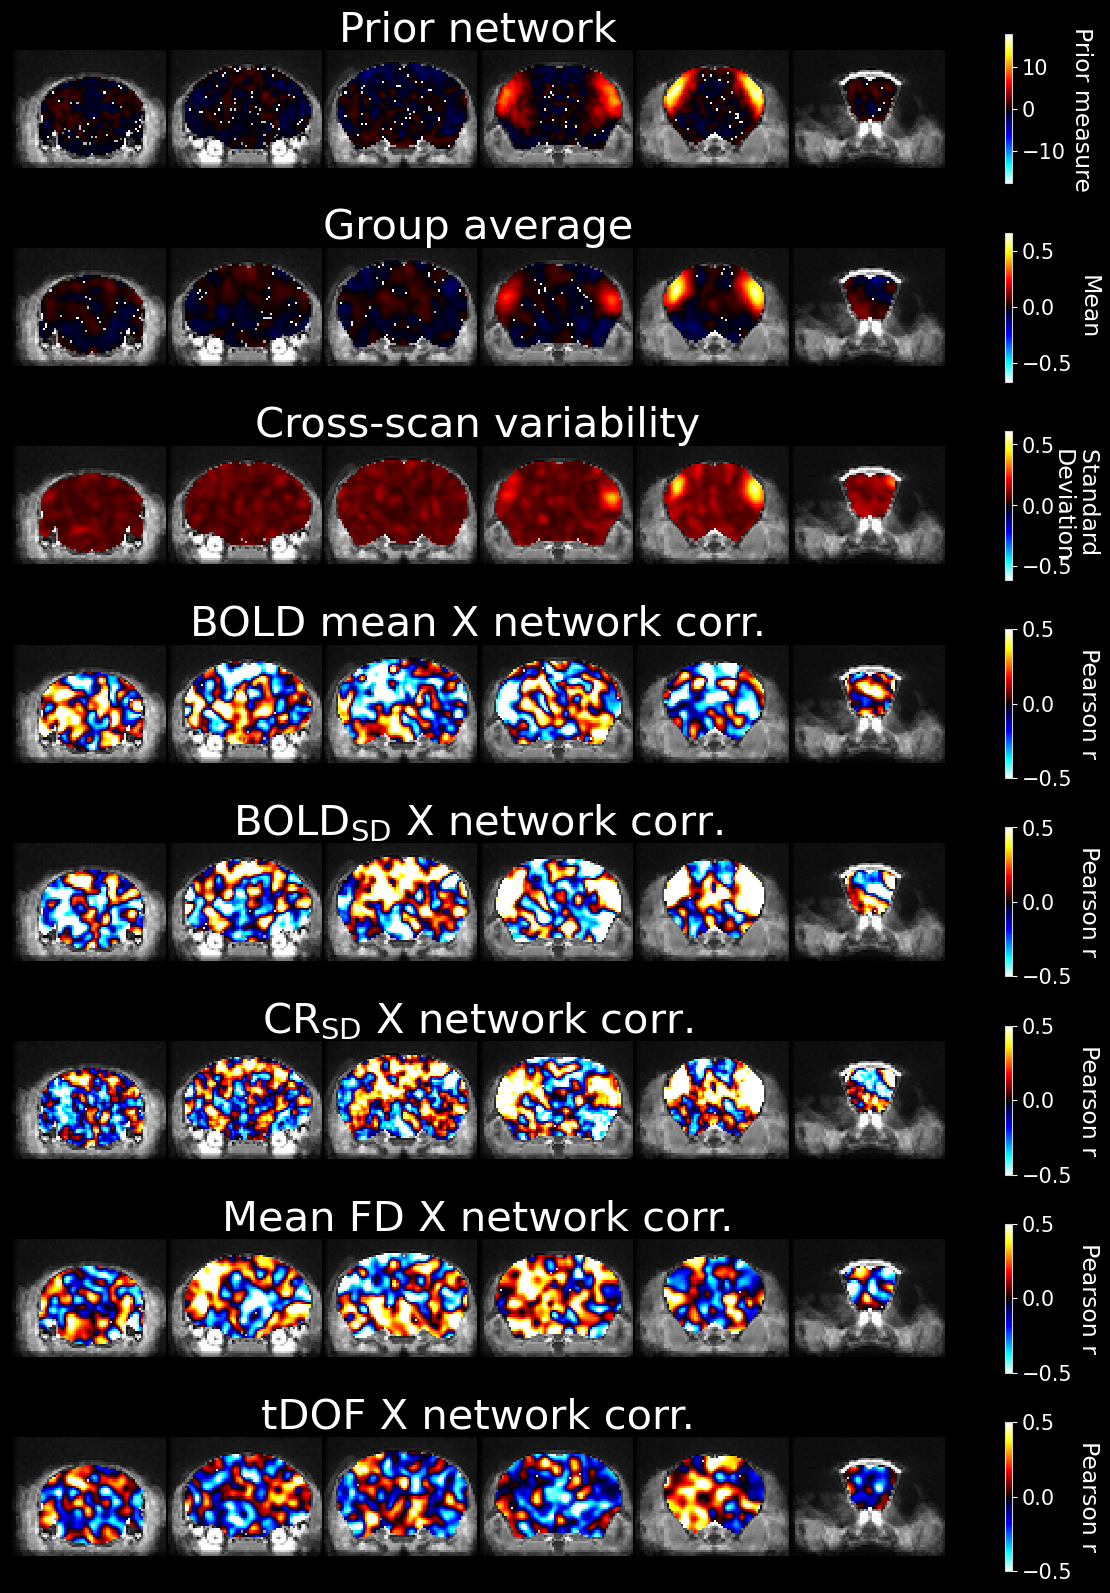 Prior network
10
0
−10
Prior measure
Group average
0.5
0.0
−0.5
Mean
Cross-scan variability
0.5
0.0
−0.5
Standard
Deviation
BOLD mean X network corr.
0.5
0.0
−0.5
Pearson r
BOLD_SD X network corr.
0.5
0.0
−0.5
Pearson r
CR_SD X network corr.
0.5
0.0
−0.5
Pearson r
Mean FD X network corr.
0.5
0.0
−0.5
Pearson r
tDOF X network corr.
0.5
0.0
−0.5
Pearson r